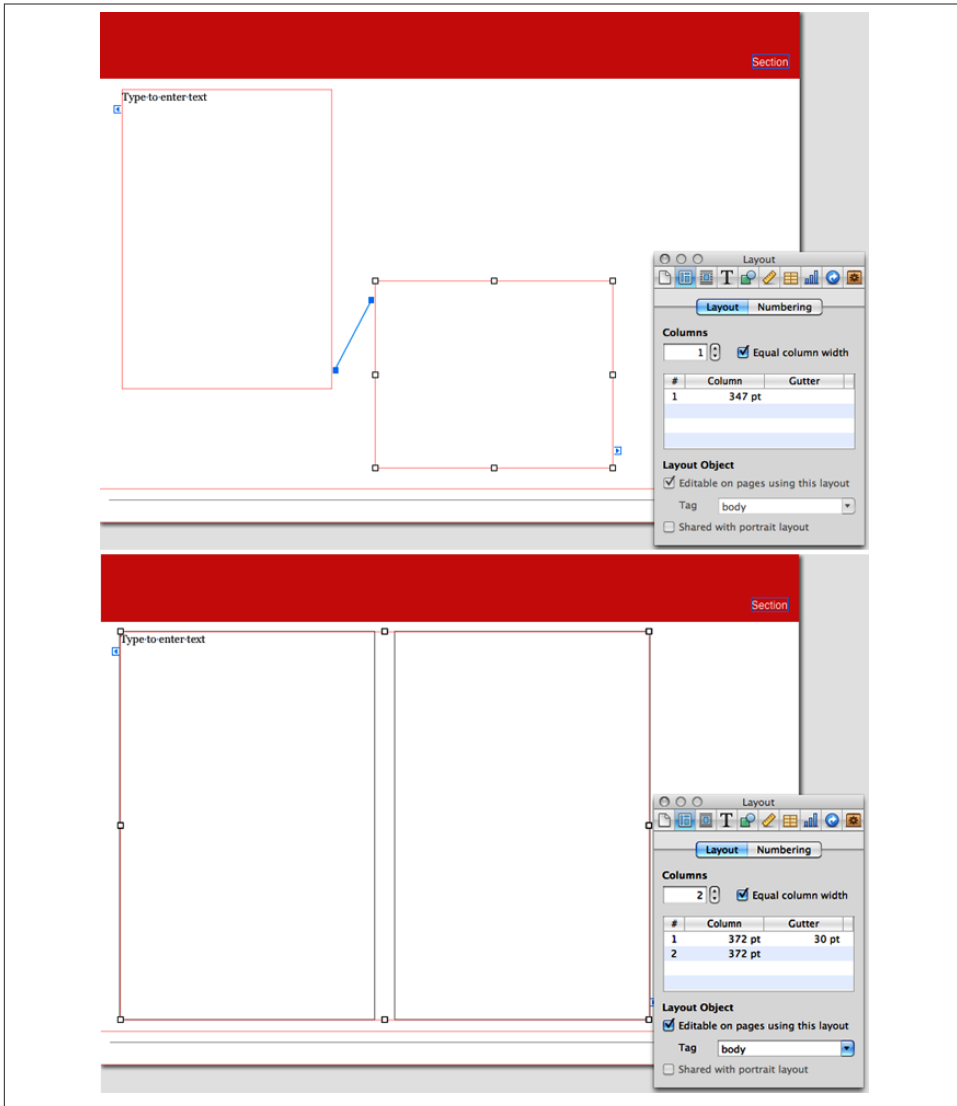 Section
Type·to·enter·text
Layout
Layout Numbering
Columns
1 Equal column width
# Column Gutter
1 347 pt
Layout Object
Editable on pages using this layout
Tag body
Shared with portrait layout
Section
Type·to·enter·text
Layout
Layout Numbering
Columns
2 Equal column width
# Column Gutter
1 372 pt 30 pt
2 372 pt
Layout Object
Editable on pages using this layout
Tag body
Shared with portrait layout